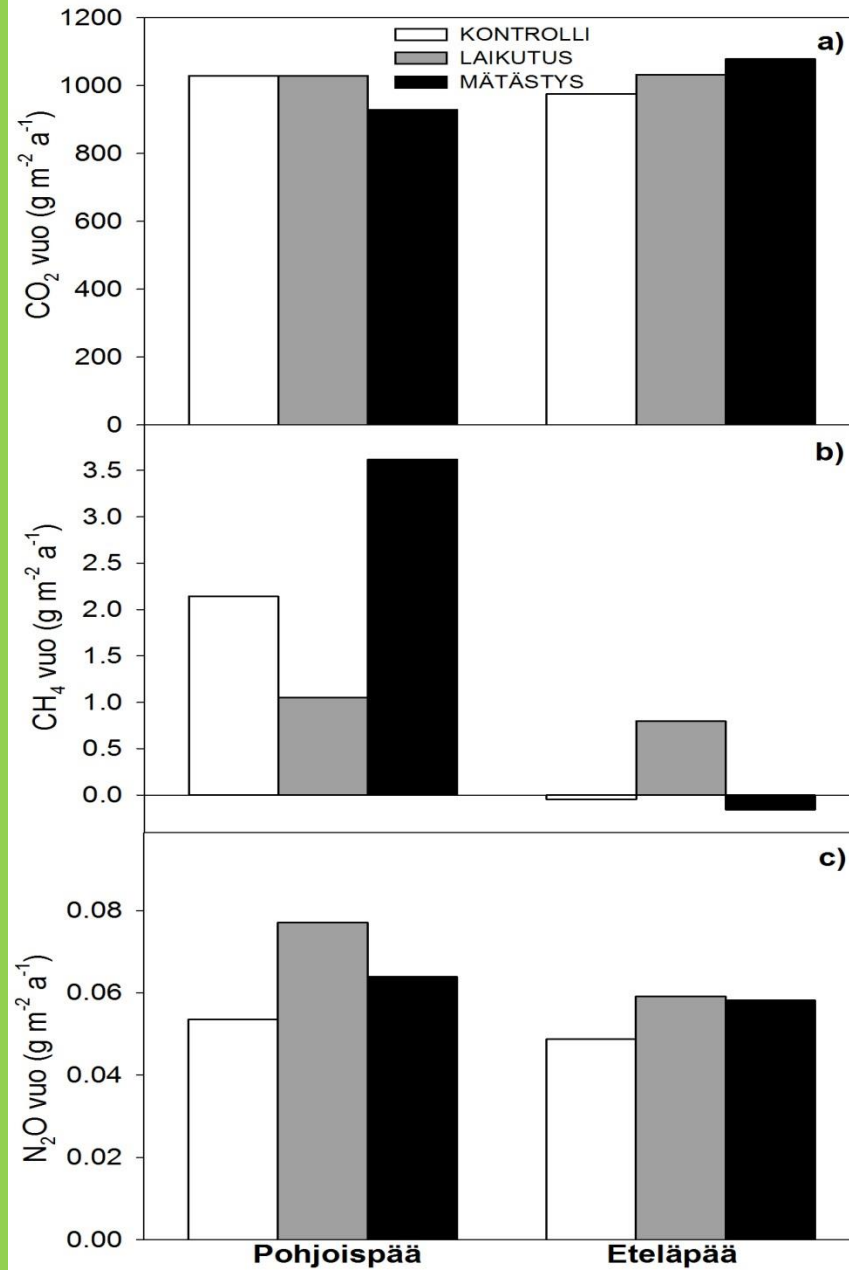 1200
1000
800
600
400
200
0
CO₂ vuo (g m⁻² a⁻¹)
KONTROLLI
LAIKUTUS
MÄTÄSTYS
a)
3.5
3.0
2.5
2.0
1.5
1.0
0.5
0.0
CH₄ vuo (g m⁻² a⁻¹)
b)
0.08
0.06
0.04
0.02
0.00
N₂O vuo (g m⁻² a⁻¹)
c)
Pohjoispää Eteläpää